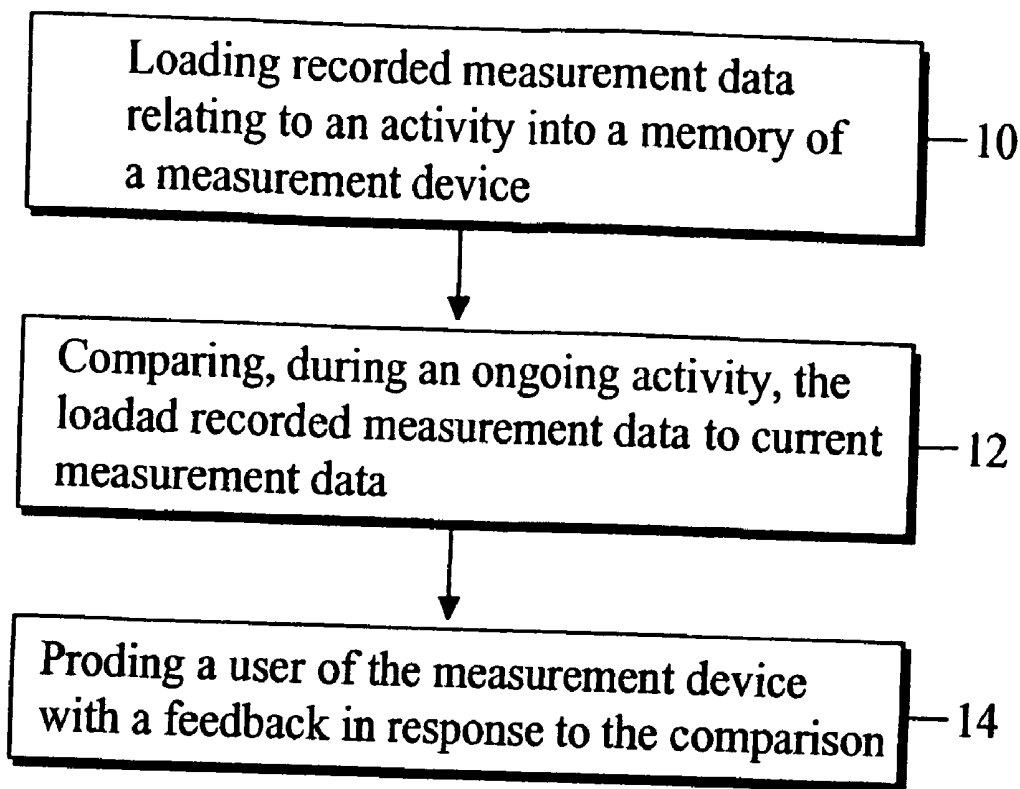 Loading recorded measurement data
relating to an activity into a memory of
a measurement device
10
Comparing, during an ongoing activity, the
loadad recorded measurement data to current
measurement data
12
Proding a user of the measurement device
with a feedback in response to the comparison
14